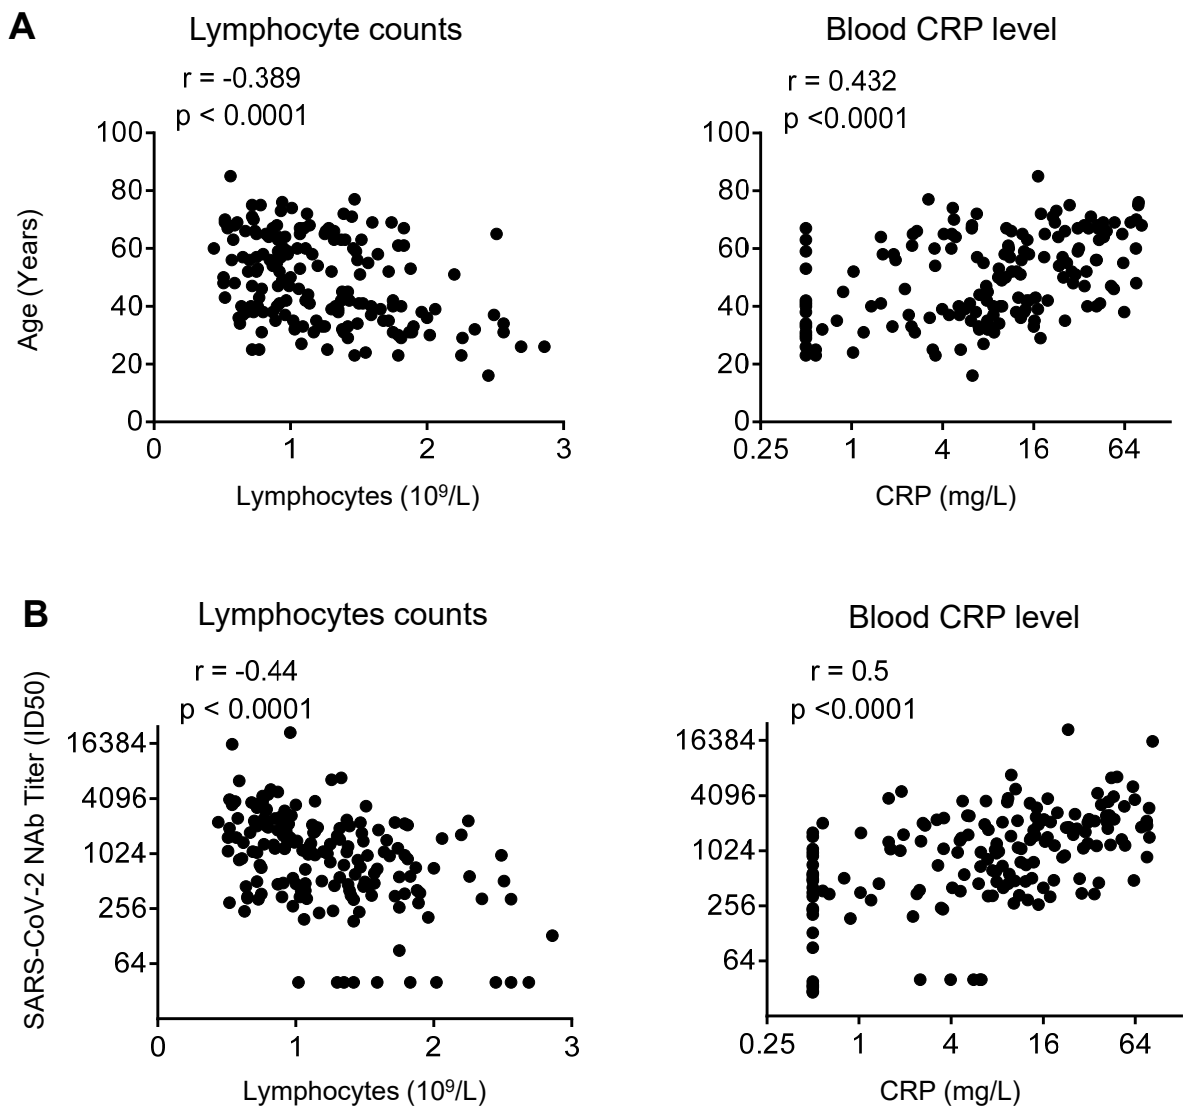 A
Lymphocyte counts
r = -0.389
p < 0.0001
Age (Years)
100
80
60
40
20
0
0 1 2 3
Lymphocytes (10⁹/L)
Blood CRP level
r = 0.432
p <0.0001
100
80
60
40
20
0
0.25 1 4 16 64
CRP (mg/L)
B
Lymphocytes counts
r = -0.44
p < 0.0001
SARS-CoV-2 NAb Titer (ID50)
16384
4096
1024
256
64
0 1 2 3
Lymphocytes (10⁹/L)
Blood CRP level
r = 0.5
p <0.0001
16384
4096
1024
256
64
0.25 1 4 16 64
CRP (mg/L)